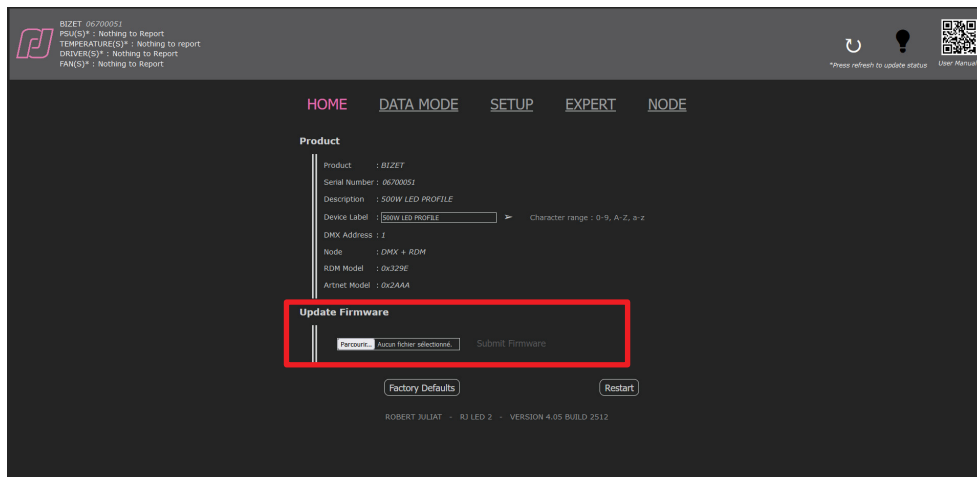 BIZET 06700051
PSU(S)* : Nothing to Report
TEMPERATURE(S)* : Nothing to report
DRIVER(S)* : Nothing to Report
FAN(S)* : Nothing to Report
*Press refresh to update status
User Manual
HOME DATA MODE SETUP EXPERT NODE
Product
Product : BIZET
Serial Number : 06700051
Description : 500W LED PROFILE
Device Label : 500W LED PROFILE ➢ Character range : 0-9, A-Z, a-z
DMX Address : 1
Node : DMX + RDM
RDM Model : 0x329E
Artnet Model : 0x2AAA
Update Firmware
Parcourir... Aucun fichier sélectionné. Submit Firmware
Factory Defaults Restart
ROBERT JULIAT - RJ LED 2 - VERSION 4.05 BUILD 2512